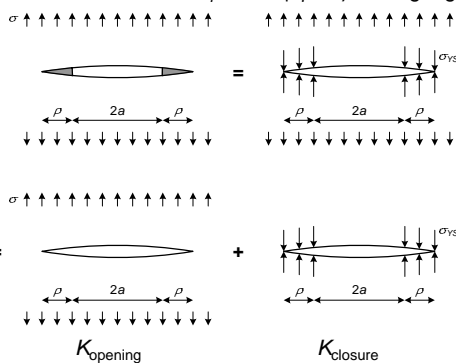 σ
= σYS
ρ 2a ρ ρ 2a ρ
σ
= + σYS
ρ 2a ρ ρ 2a ρ
Kopening Kclosure